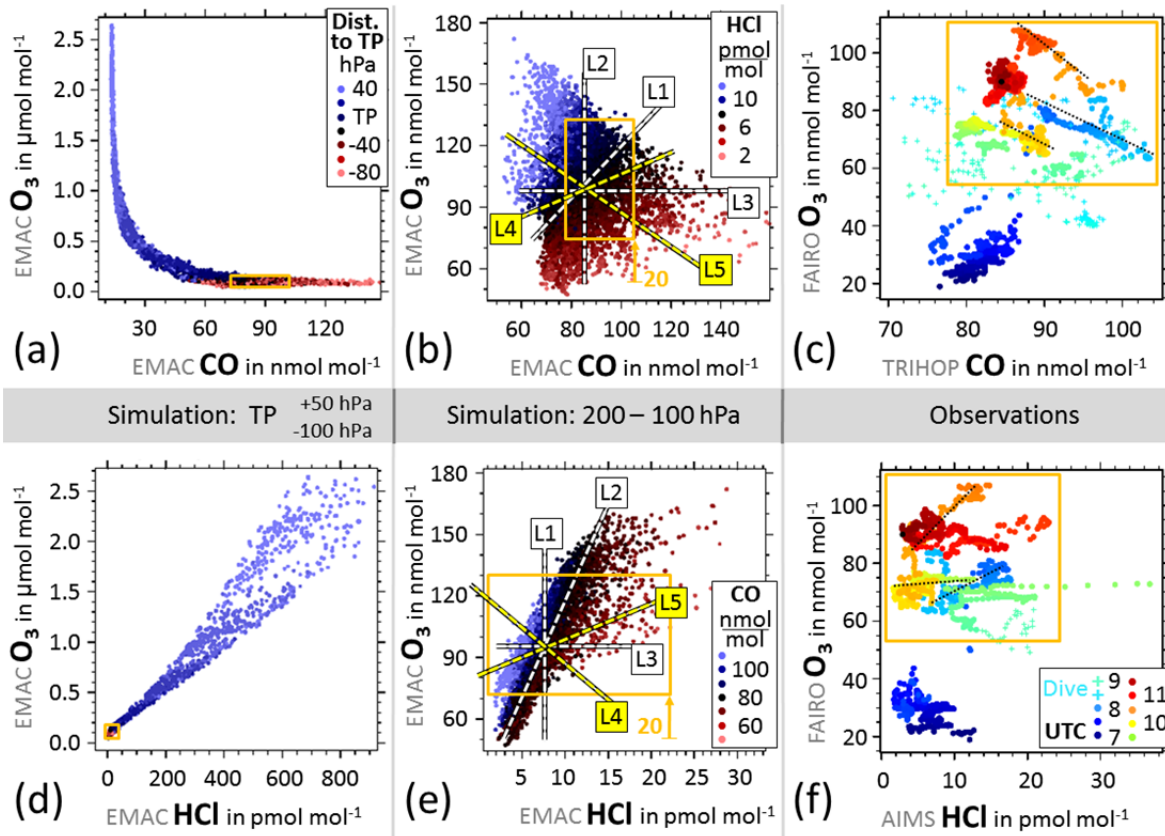 (a)
EMAC O₃ in µmol mol⁻¹
2.5
2.0
1.5
1.0
0.5
0.0
Dist.
to TP
hPa
40
TP
-40
-80
30 60 90 120
EMAC CO in nmol mol⁻¹
(b)
EMAC O₃ in nmol mol⁻¹
180
150
120
90
60
L2
L1
HCl
pmol
mol
10
6
2
L3
L4
L5
20
60 80 100 120 140
EMAC CO in nmol mol⁻¹
(c)
FAIRO O₃ in nmol mol⁻¹
100
80
60
40
20
70 80 90 100
TRIHOP CO in nmol mol⁻¹
Simulation: TP +50 hPa
-100 hPa
Simulation: 200 – 100 hPa
Observations
(d)
EMAC O₃ in µmol mol⁻¹
2.5
2.0
1.5
1.0
0.5
0.0
0 200 400 600 800
EMAC HCl in pmol mol⁻¹
(e)
EMAC O₃ in nmol mol⁻¹
180
150
120
90
60
L2
L1
L5
L3
L4
CO
nmol
mol
100
80
60
20
5 10 15 20 25 30
EMAC HCl in pmol mol⁻¹
(f)
FAIRO O₃ in nmol mol⁻¹
100
80
60
40
20
Dive + 9 11
8 10
UTC 7
0 10 20 30
AIMS HCl in pmol mol⁻¹